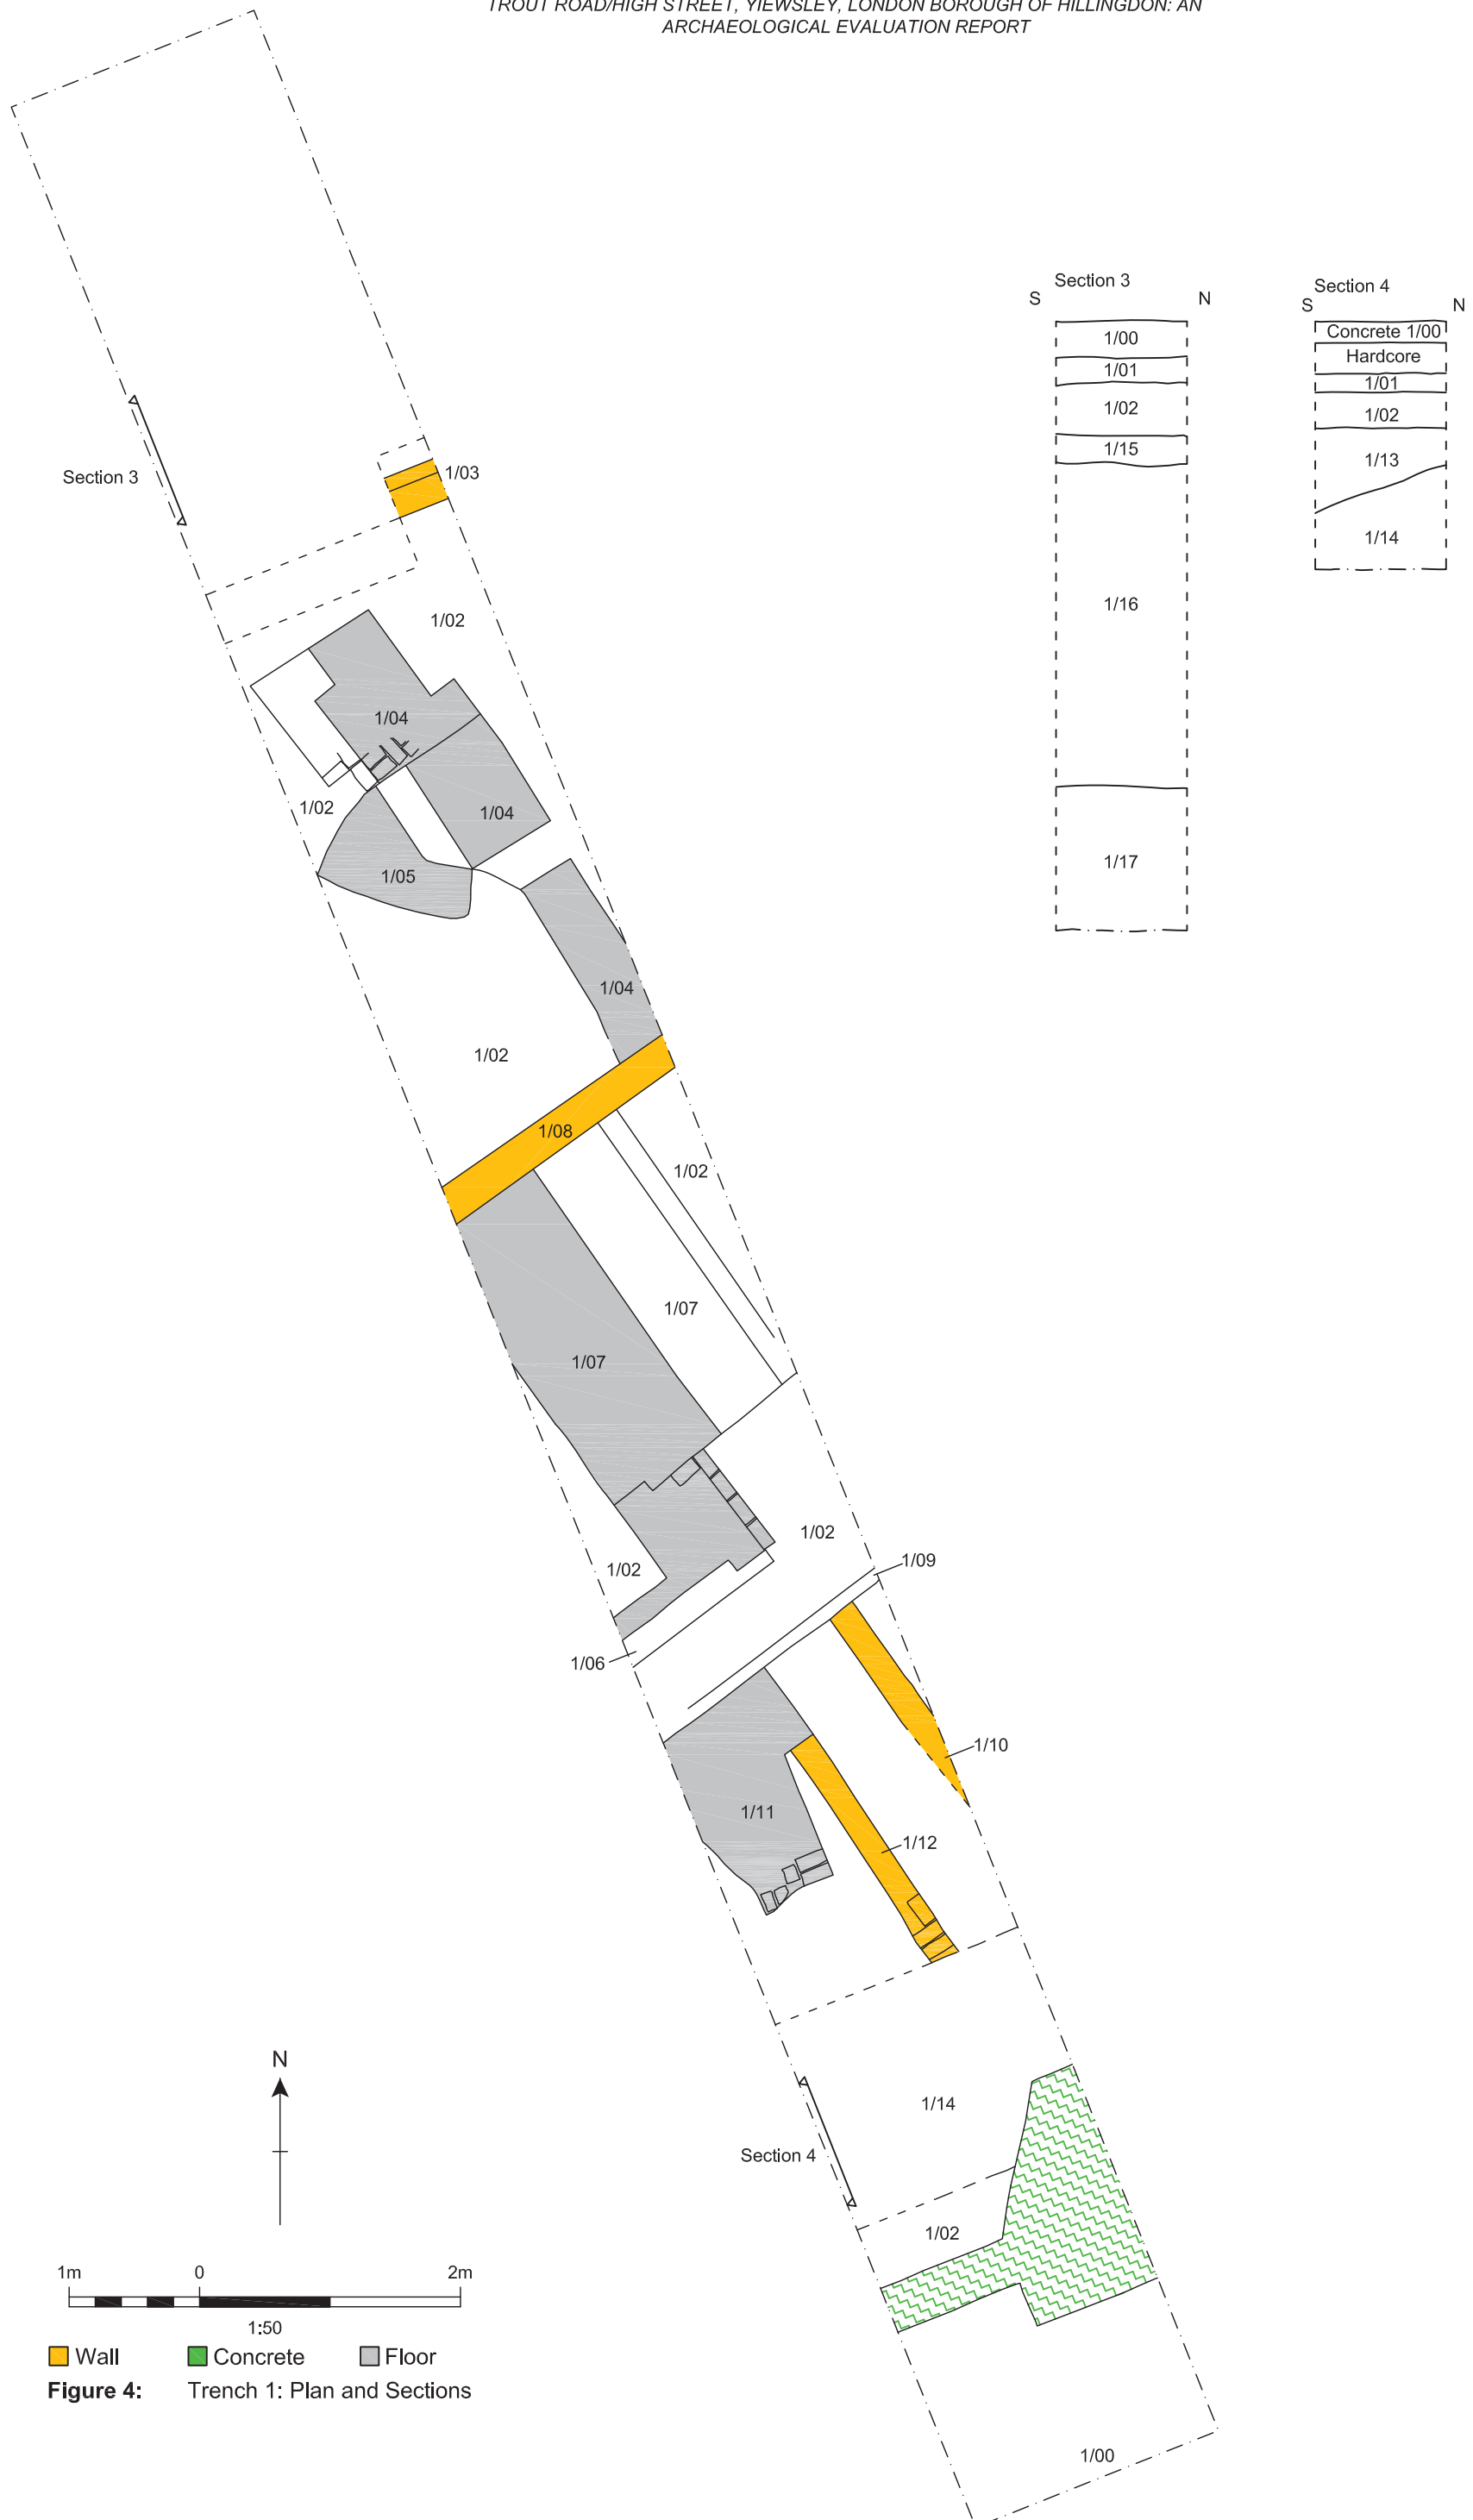 TROUT ROAD/HIGH STREET, YIEWSLEY, LONDON BOROUGH OF HILLINGDON: AN
ARCHAEOLOGICAL EVALUATION REPORT
Section 3
S N
1/00
1/01
1/02
1/15
1/16
1/17
Section 4
S N
Concrete 1/00
Hardcore
1/01
1/02
1/13
1/14
Section 3
1/03
1/02
1/04
1/02
1/04
1/05
1/04
1/02
1/08
1/02
1/07
1/07
1/02
1/02
1/09
1/06
1/10
1/11
1/12
1/14
Section 4
1/02
1/00
N
1m 0 2m
1:50
Wall Concrete Floor
Figure 4: Trench 1: Plan and Sections